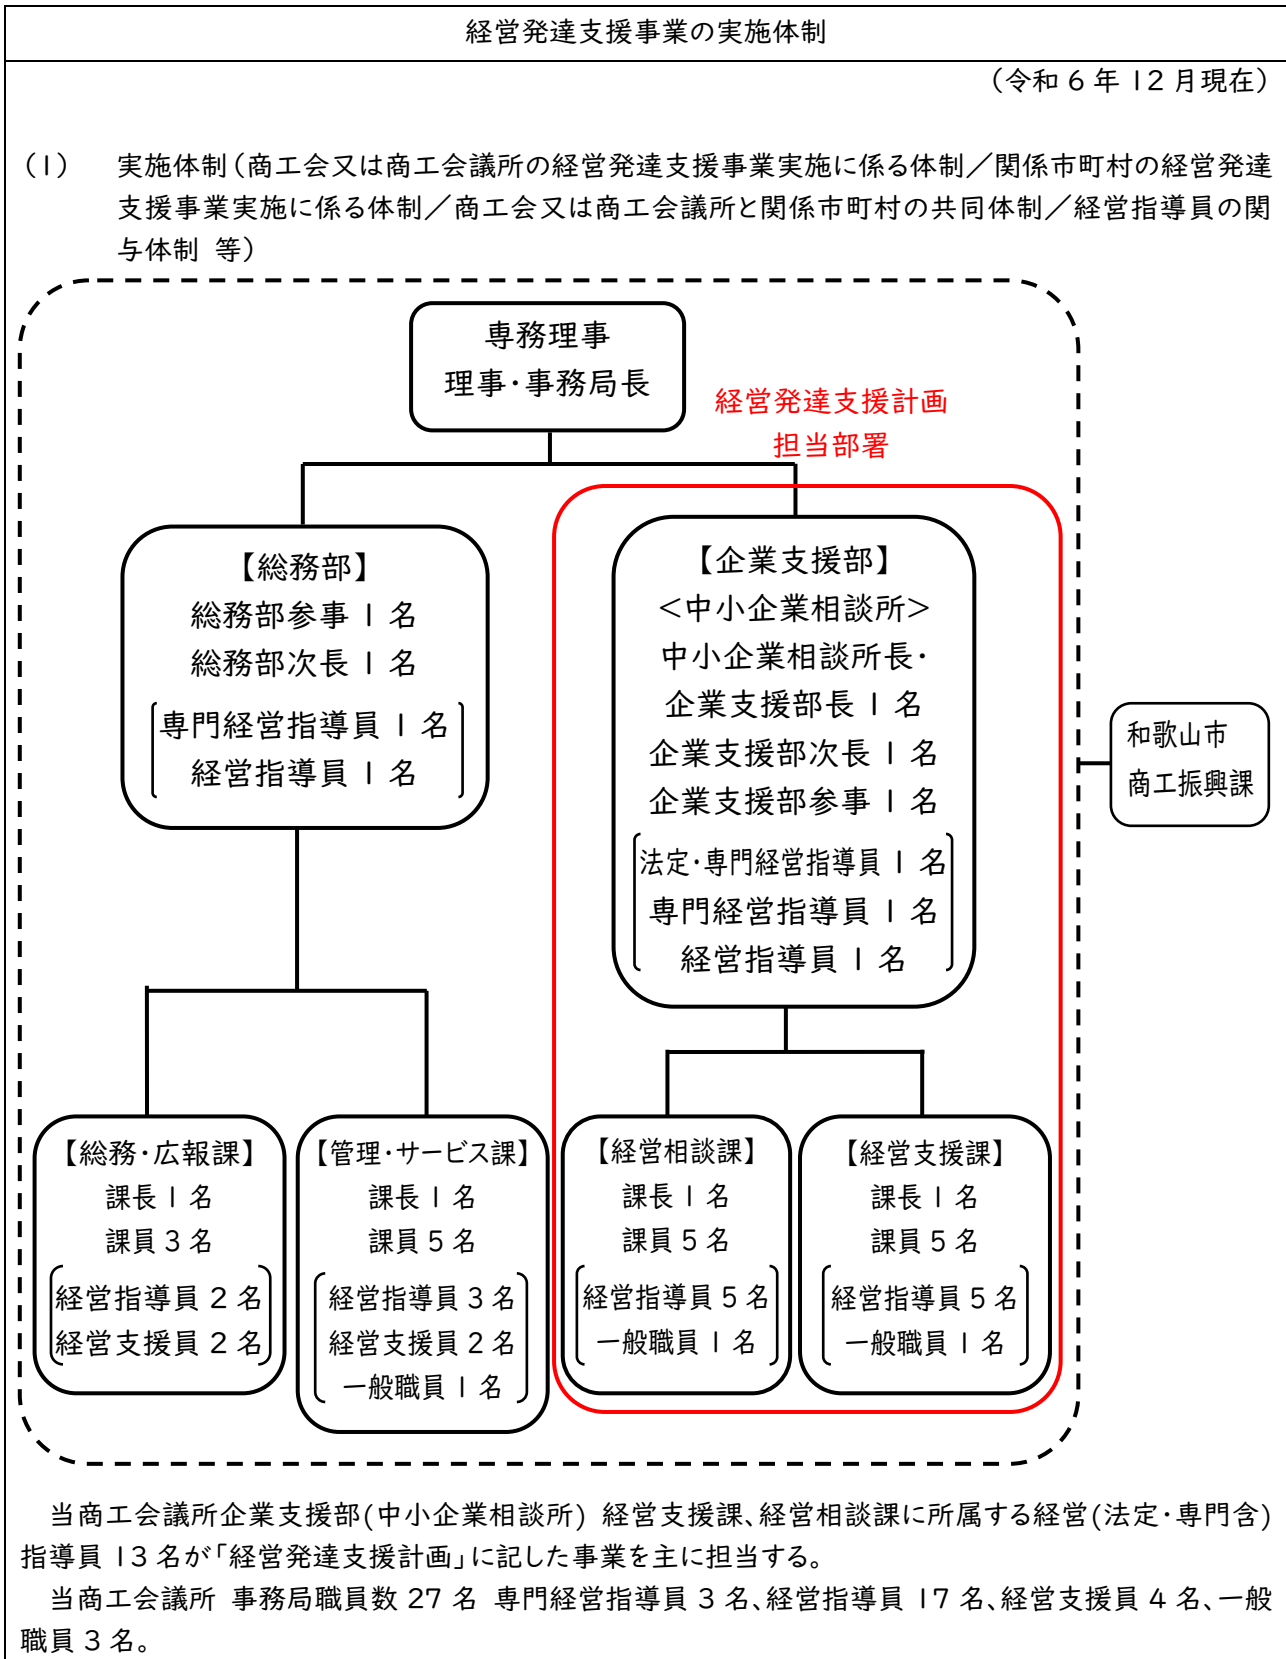 経営発達支援事業の実施体制
(令和6年12月現在)
(1) 実施体制(商工会又は商工会議所の経営発達支援事業実施に係る体制/関係市町村の経営発達
支援事業実施に係る体制/商工会又は商工会議所と関係市町村の共同体制/経営指導員の関
与体制 等)
専務理事
理事・事務局長
経営発達支援計画
担当部署
【総務部】
総務部参事1名
総務部次長1名
専門経営指導員1名
経営指導員1名
【企業支援部】
<中小企業相談所>
中小企業相談所長・
企業支援部長1名
企業支援部次長1名
企業支援部参事1名
法定・専門経営指導員1名
専門経営指導員1名
経営指導員1名
和歌山市
商工振興課
【総務・広報課】
課長1名
課員3名
経営指導員2名
経営支援員2名
【管理・サービス課】
課長1名
課員5名
経営指導員3名
経営支援員2名
一般職員1名
【経営相談課】
課長1名
課員5名
経営指導員5名
一般職員1名
【経営支援課】
課長1名
課員5名
経営指導員5名
一般職員1名
当商工会議所企業支援部(中小企業相談所) 経営支援課、経営相談課に所属する経営(法定・専門含)
指導員13名が「経営発達支援計画」に記した事業を主に担当する。
当商工会議所 事務局職員数27名 専門経営指導員3名、経営指導員17名、経営支援員4名、一般
職員3名。